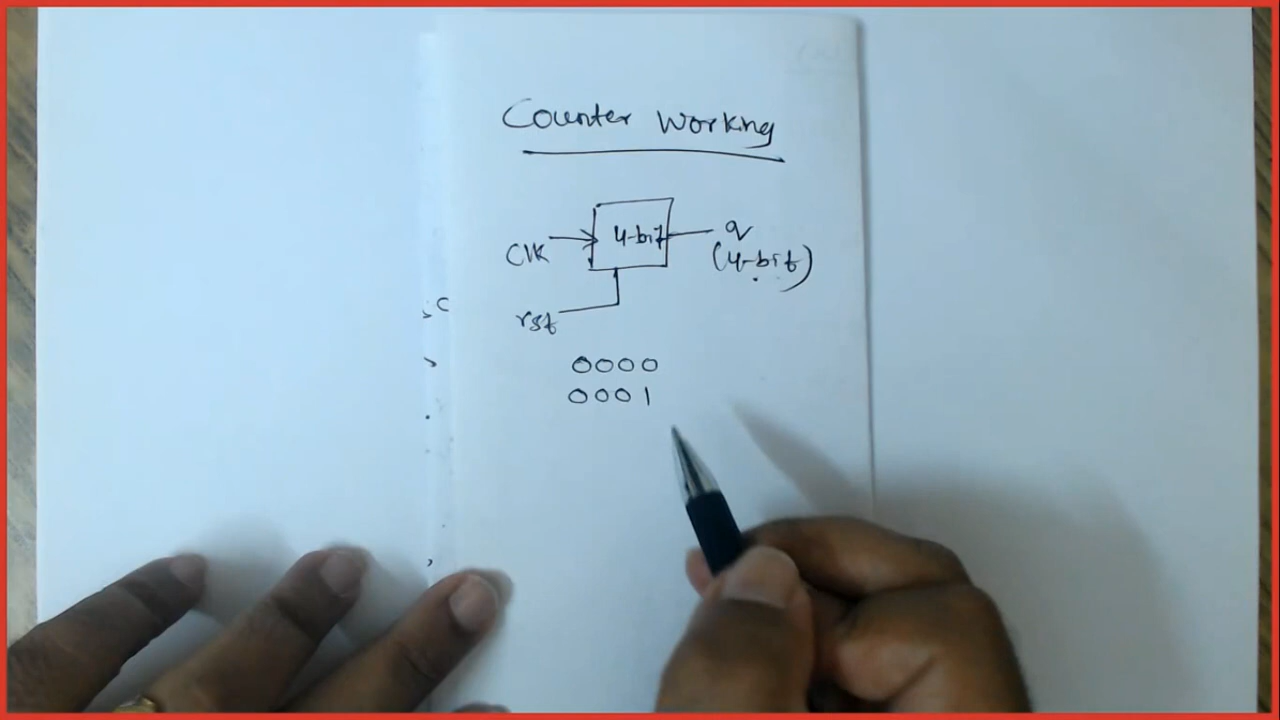 Counter Working
4-bit
Clk
q
(4-bit)
rst
0000
0001